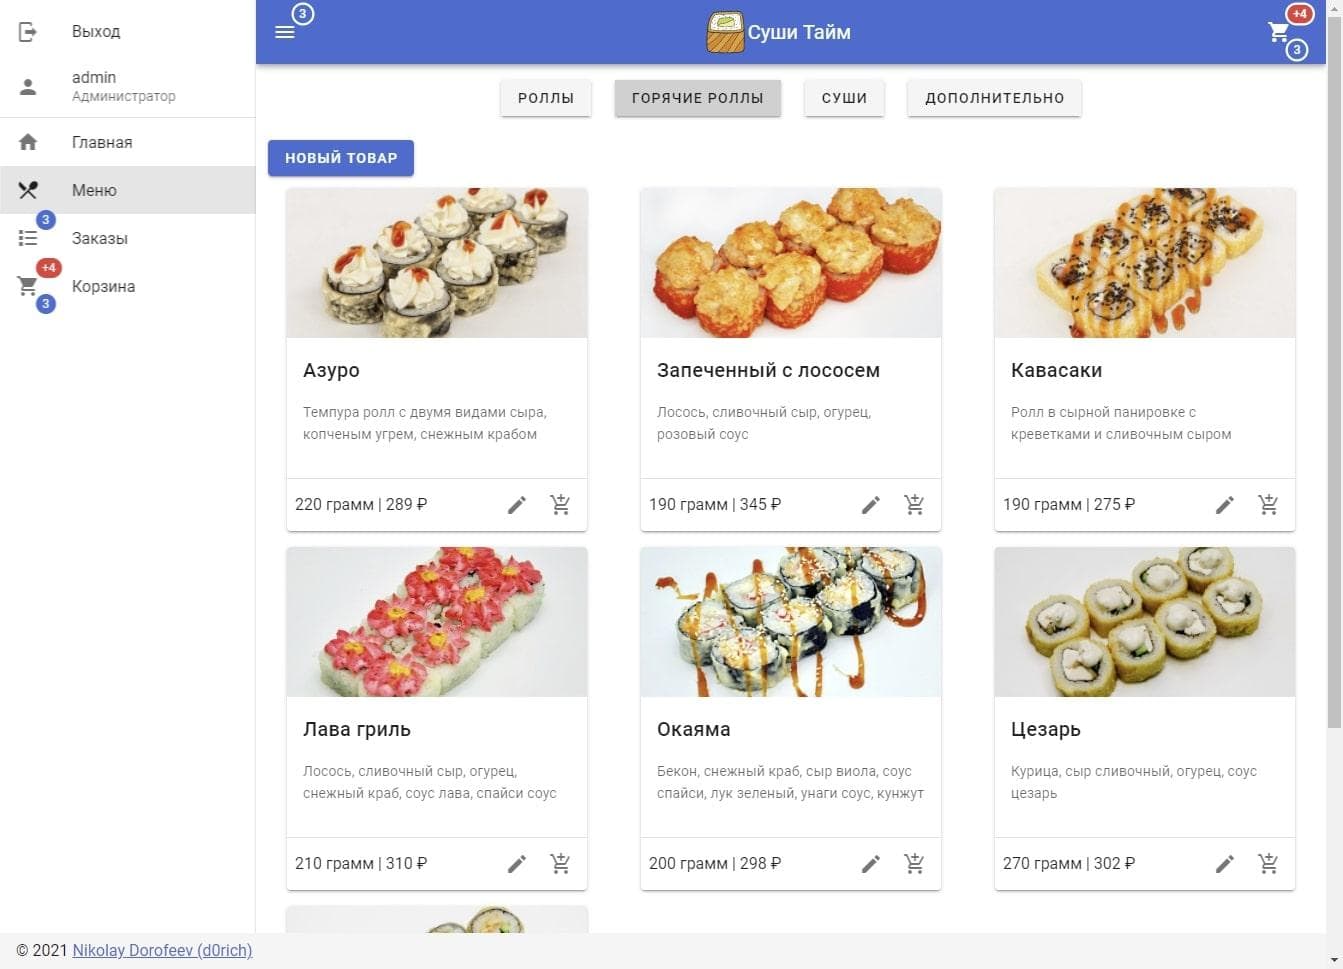 Выход
admin
Администратор
Главная
Меню
3
Заказы
+4
Корзина
3
3
Суши Тайм
+4
3
РОЛЛЫ
ГОРЯЧИЕ РОЛЛЫ
СУШИ
ДОПОЛНИТЕЛЬНО
НОВЫЙ ТОВАР
Азуро
Темпура ролл с двумя видами сыра,
копченым угрем, снежным крабом
220 грамм | 289 ₽
Запеченный с лососем
Лосось, сливочный сыр, огурец,
розовый соус
190 грамм | 345 ₽
Кавасаки
Ролл в сырной панировке с
креветками и сливочным сыром
190 грамм | 275 ₽
Лава гриль
Лосось, сливочный сыр, огурец,
снежный краб, соус лава, спайси соус
210 грамм | 310 ₽
Окаяма
Бекон, снежный краб, сыр виола, соус
спайси, лук зеленый, унаги соус, кунжут
200 грамм | 298 ₽
Цезарь
Курица, сыр сливочный, огурец, соус
цезарь
270 грамм | 302 ₽
© 2021 Nikolay Dorofeev (d0rich)